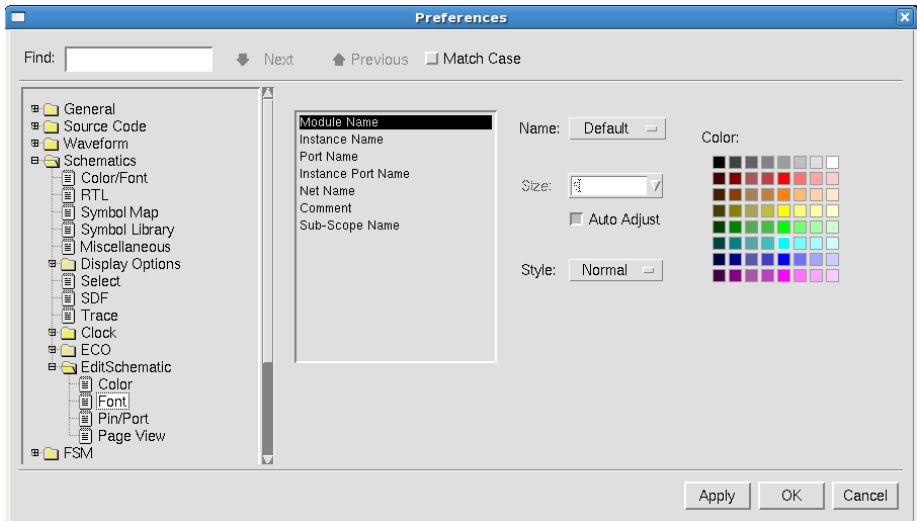 Preferences
Find:
Next
Previous
Match Case
General
Source Code
Waveform
Schematics
Color/Font
RTL
Symbol Map
Symbol Library
Miscellaneous
Display Options
Select
SDF
Trace
Clock
ECO
EditSchematic
Color
Font
Pin/Port
Page View
FSM
Module Name
Instance Name
Port Name
Instance Port Name
Net Name
Comment
Sub-Scope Name
Name: Default
Size:
Auto Adjust
Style: Normal
Color:
Apply
OK
Cancel